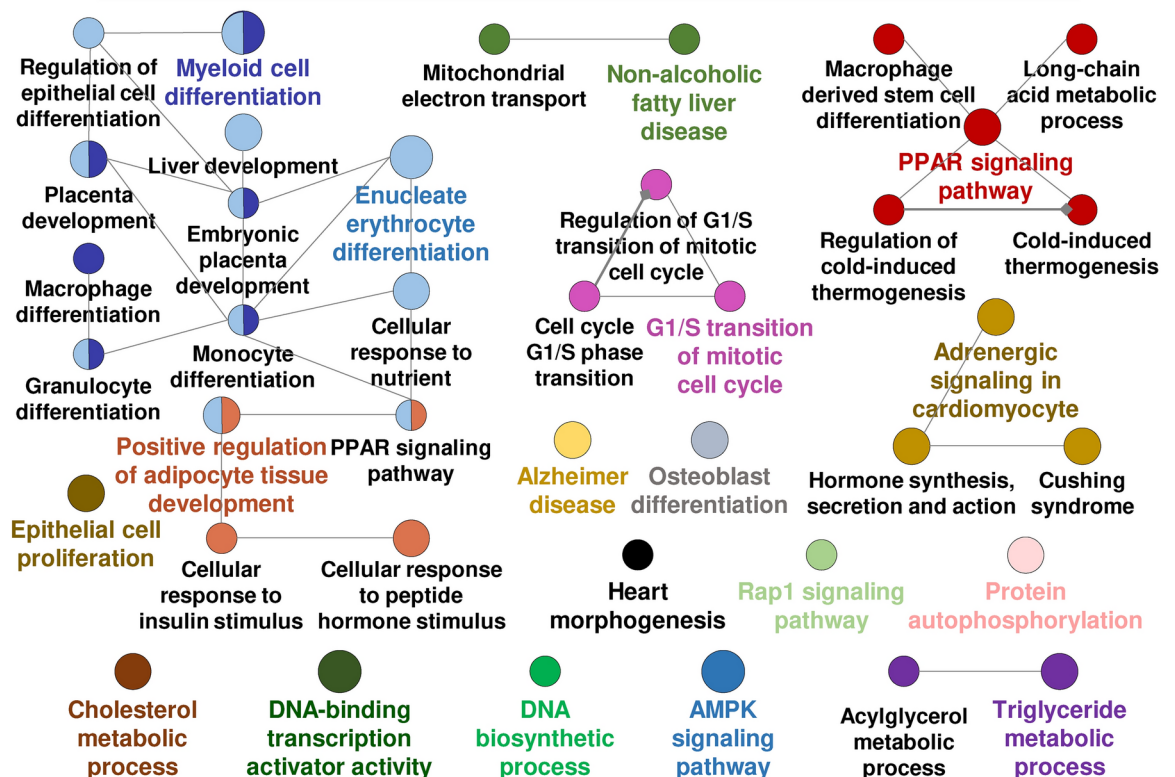 Regulation of
epithelial cell
differentiation
Myeloid cell
differentiation
Mitochondrial
electron transport
Non-alcoholic
fatty liver
disease
Macrophage
derived stem cell
differentiation
Long-chain
acid metabolic
process
Liver development
Placenta
development
Enucleate
erythrocyte
differentiation
PPAR signaling
pathway
Embryonic
placenta
development
Regulation of G1/S
transition of mitotic
cell cycle
Regulation of
cold-induced
thermogenesis
Cold-induced
thermogenesis
Macrophage
differentiation
Monocyte
differentiation
Cellular
response to
nutrient
Cell cycle
G1/S phase
transition
G1/S transition
of mitotic
cell cycle
Adrenergic
signaling in
cardiomyocyte
Granulocyte
differentiation
Positive regulation
of adipocyte tissue
development
PPAR signaling
pathway
Alzheimer
disease
Osteoblast
differentiation
Hormone synthesis,
secretion and action
Cushing
syndrome
Epithelial cell
proliferation
Cellular
response to
insulin stimulus
Cellular response
to peptide
hormone stimulus
Heart
morphogenesis
Rap1 signaling
pathway
Protein
autophosphorylation
Cholesterol
metabolic
process
DNA-binding
transcription
activator activity
DNA
biosynthetic
process
AMPK
signaling
pathway
Acylglycerol
metabolic
process
Triglyceride
metabolic
process